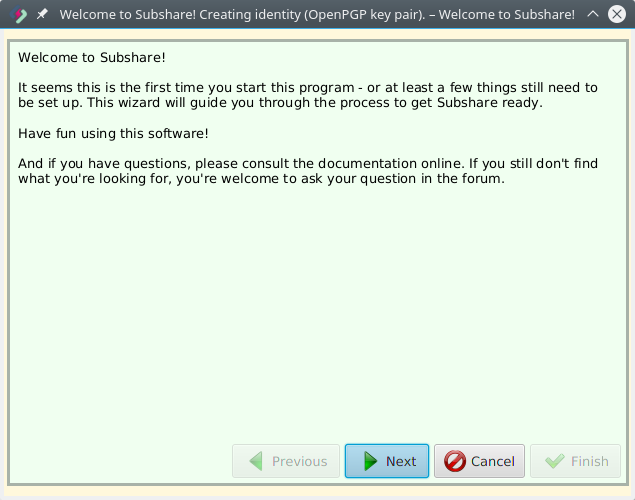 Welcome to Subshare! Creating identity (OpenPGP key pair). – Welcome to Subshare!
Welcome to Subshare!
It seems this is the first time you start this program - or at least a few things still need to
be set up. This wizard will guide you through the process to get Subshare ready.
Have fun using this software!
And if you have questions, please consult the documentation online. If you still don't find
what you're looking for, you're welcome to ask your question in the forum.
Previous Next Cancel Finish